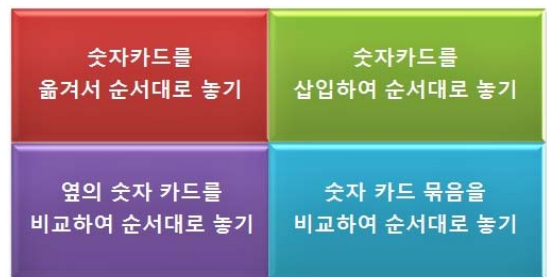 숫자카드를
옮겨서 순서대로 놓기
숫자카드를
삽입하여 순서대로 놓기
옆의 숫자 카드를
비교하여 순서대로 놓기
숫자 카드 묶음을
비교하여 순서대로 놓기